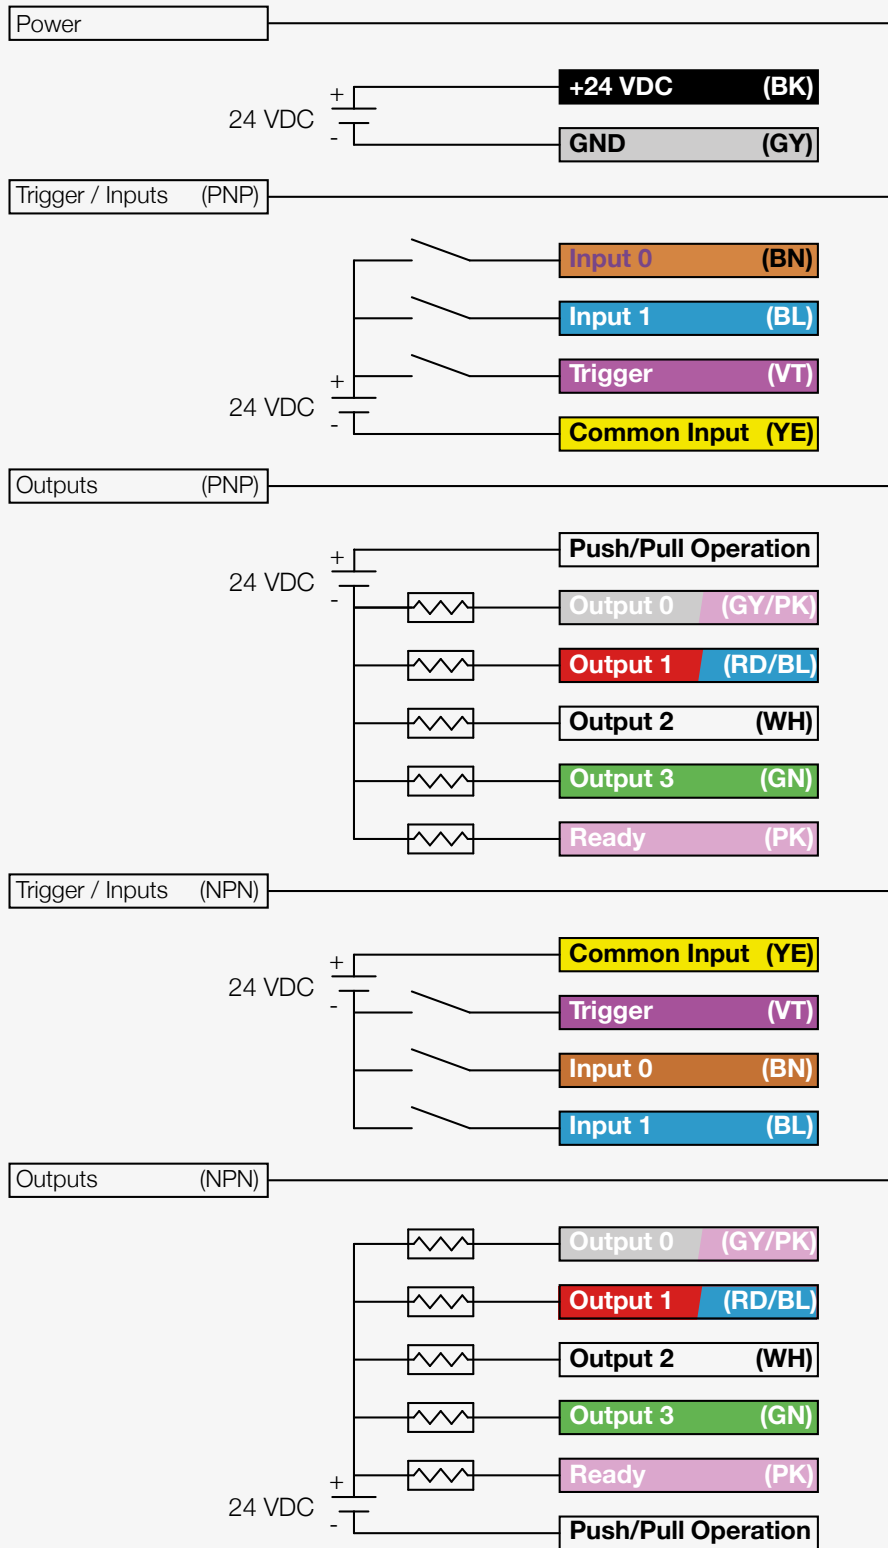 Power
+
24 VDC
-
+24 VDC (BK)
GND (GY)
Trigger / Inputs (PNP)
Input 0 (BN)
Input 1 (BL)
Trigger (VT)
+
24 VDC
-
Common Input (YE)
Outputs (PNP)
Push/Pull Operation
+
24 VDC
-
Output 0 (GY/PK)
Output 1 (RD/BL)
Output 2 (WH)
Output 3 (GN)
Ready (PK)
Trigger / Inputs (NPN)
Common Input (YE)
+
24 VDC
-
Trigger (VT)
Input 0 (BN)
Input 1 (BL)
Outputs (NPN)
Output 0 (GY/PK)
Output 1 (RD/BL)
Output 2 (WH)
Output 3 (GN)
Ready (PK)
+
24 VDC
-
Push/Pull Operation